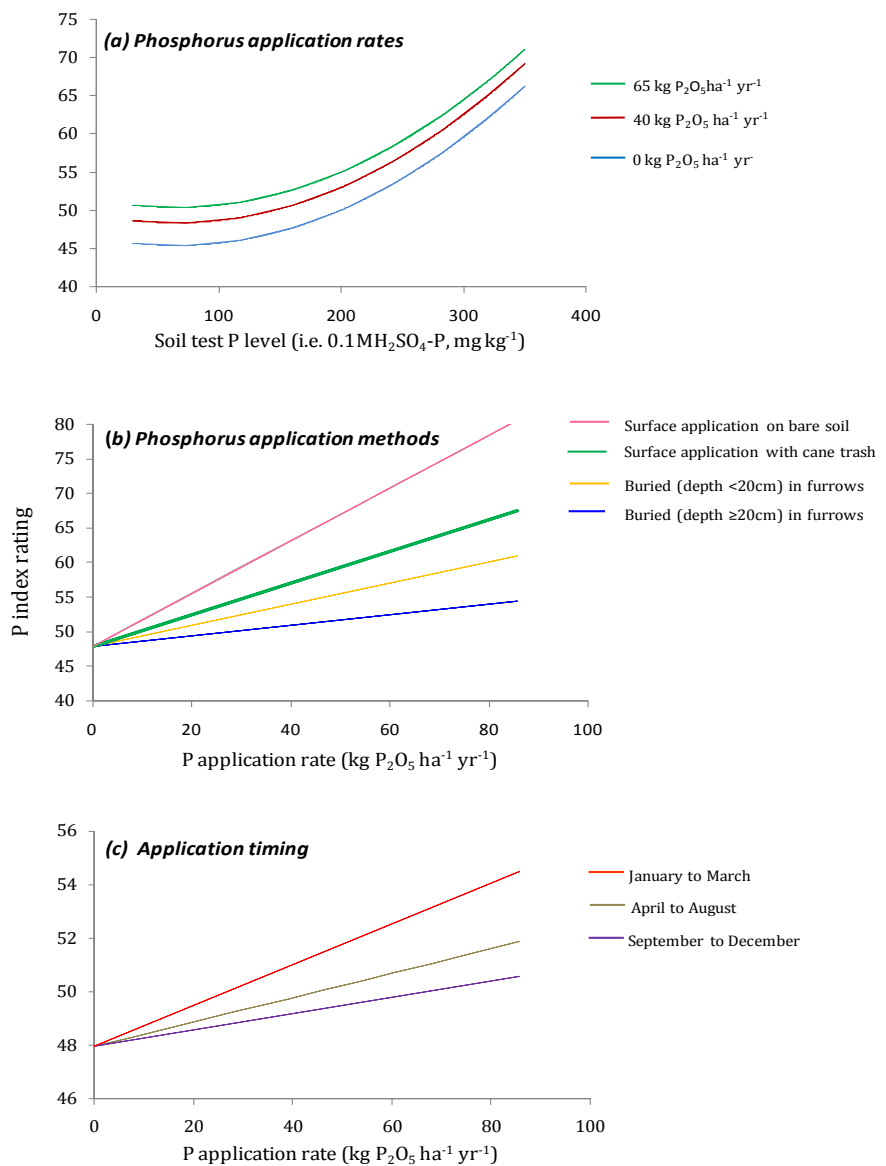 (a) Phosphorus application rates
75
70
65
60
55
50
45
40
0
100
200
300
400
Soil test P level (i.e. 0.1MH₂SO₄-P, mg kg⁻¹)
65 kg P₂O₅ha⁻¹ yr⁻¹
40 kg P₂O₅ ha⁻¹ yr⁻¹
0 kg P₂O₅ ha⁻¹ yr⁻
P index rating
(b) Phosphorus application methods
80
75
70
65
60
55
50
45
40
0
20
40
60
80
100
P application rate (kg P₂O₅ ha⁻¹ yr⁻¹)
Surface application on bare soil
Surface application with cane trash
Buried (depth <20cm) in furrows
Buried (depth ≥20cm) in furrows
(c) Application timing
56
54
52
50
48
46
0
20
40
60
80
100
P application rate (kg P₂O₅ ha⁻¹ yr⁻¹)
January to March
April to August
September to December